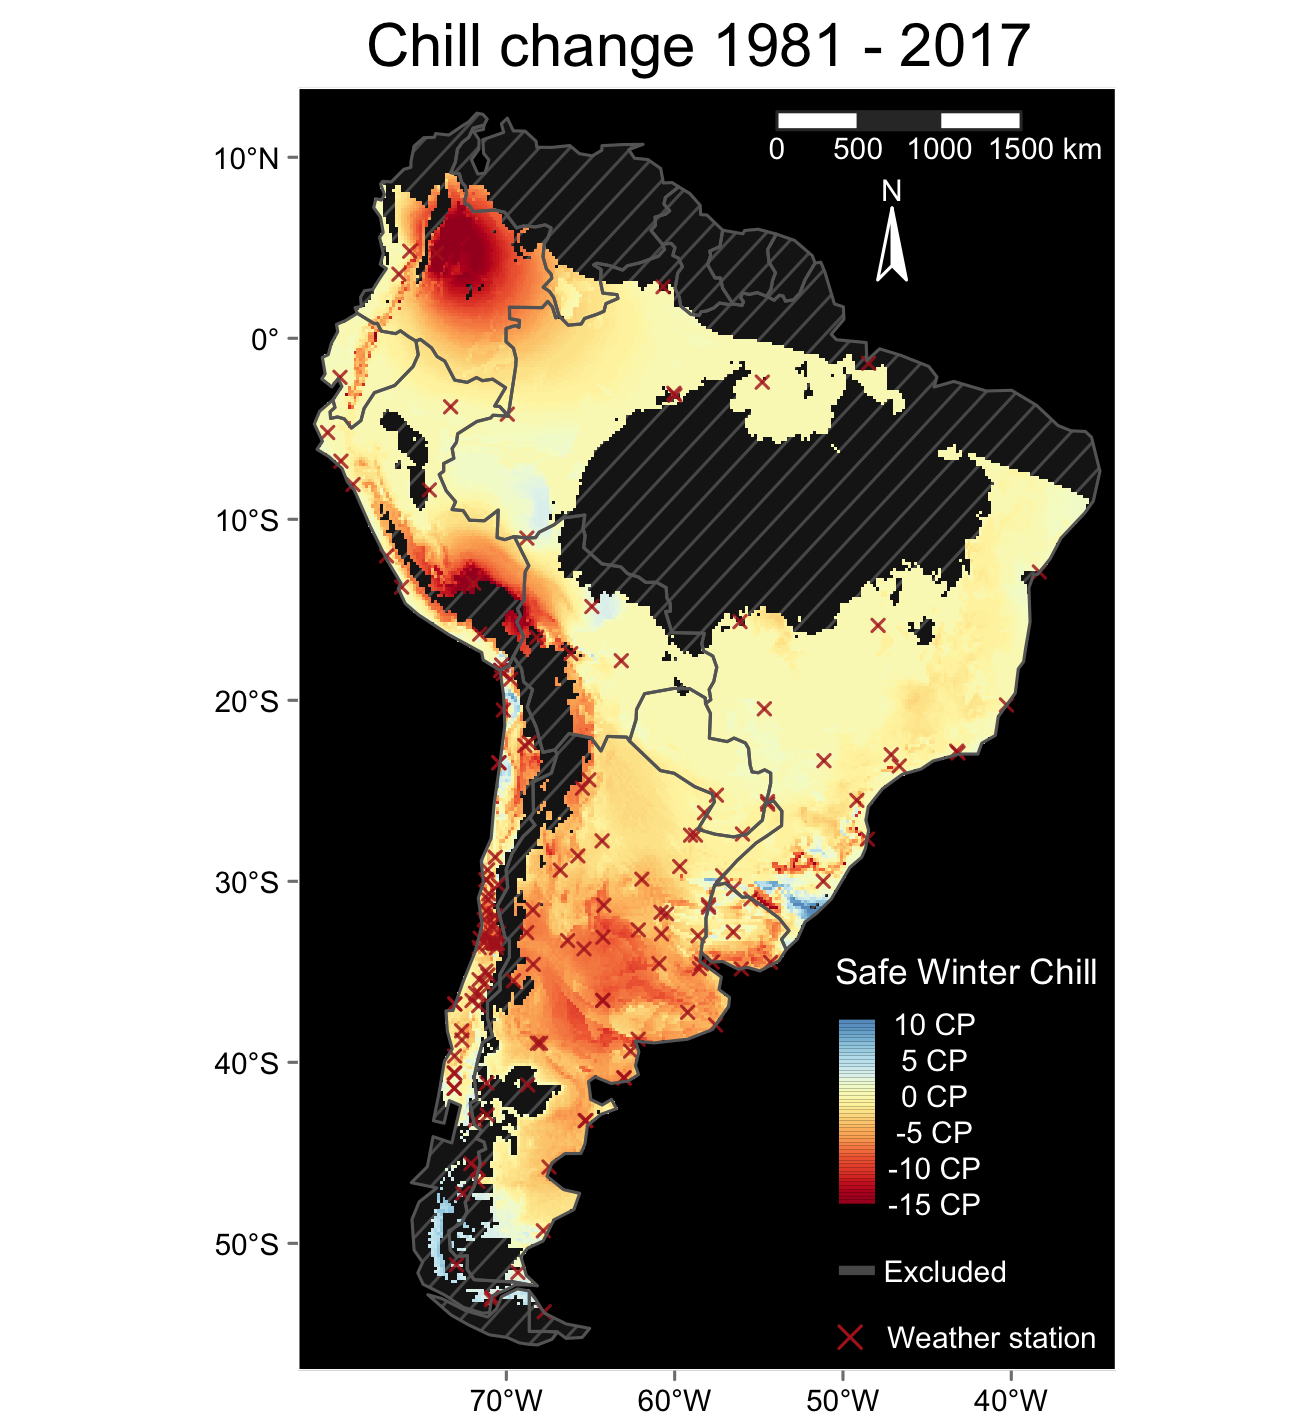 Chill change 1981 - 2017
0 500 1000 1500 km
N
10°N
0°
10°S
20°S
30°S
40°S
50°S
Safe Winter Chill
10 CP
5 CP
0 CP
-5 CP
-10 CP
-15 CP
Excluded
Weather station
70°W 60°W 50°W 40°W